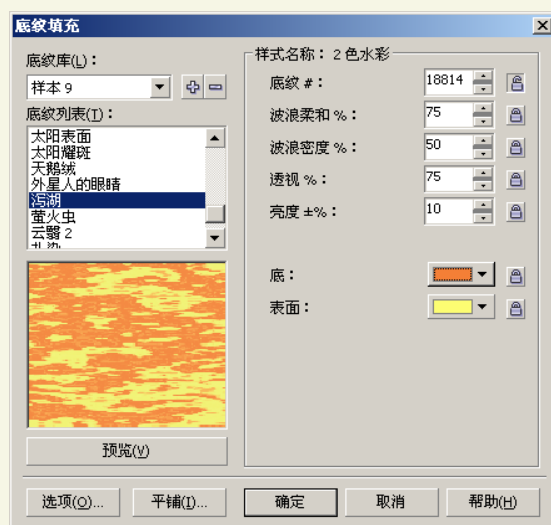 底纹填充
底纹库(L):
样本 9
底纹列表(T):
太阳表面
太阳耀斑
天鹅绒
外星人的眼睛
泻湖
萤火虫
云翳 2
预览(V)
样式名称: 2 色水彩
底纹 #: 18814
波浪柔和 %: 75
波浪密度 %: 50
透视 %: 75
亮度 ±%: 10
底:
表面:
选项(O)... 平铺(I)... 确定 取消 帮助(H)